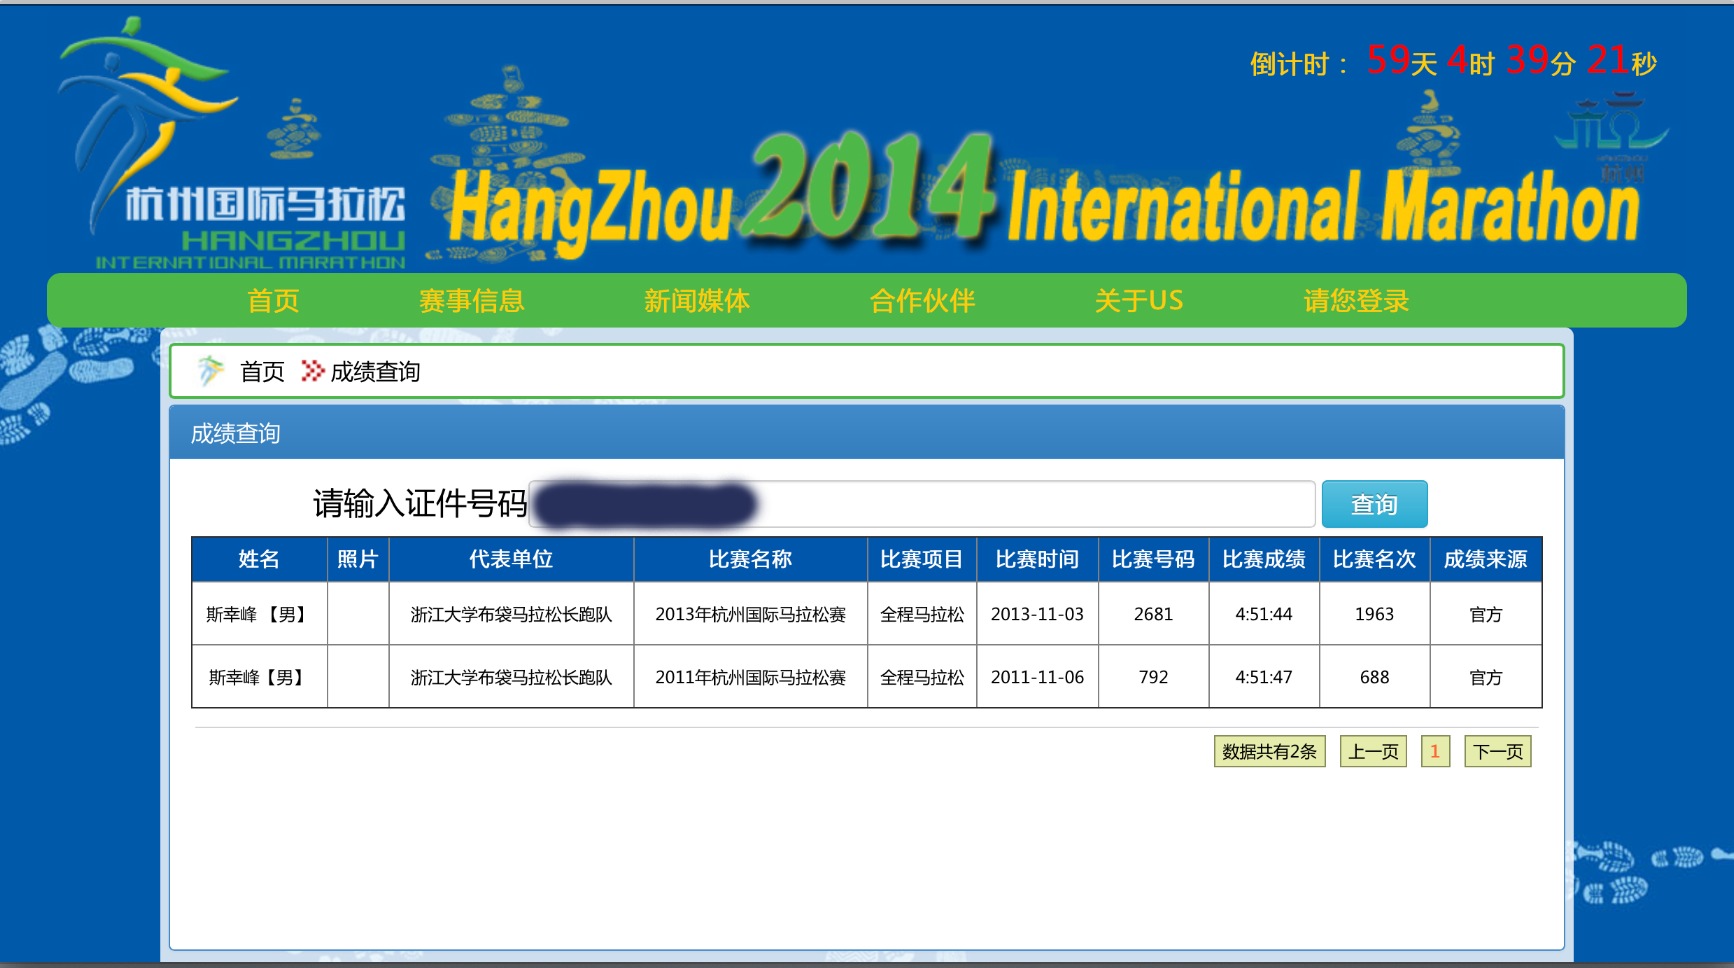 倒计时： 59天 4时 39分 21秒
杭州国际马拉松
HANGZHOU
INTERNATIONAL MARATHON
HangZhou 2014 International Marathon
杭州
首页 赛事信息 新闻媒体 合作伙伴 关于US 请您登录
首页 成绩查询
成绩查询
请输入证件号码 查询
姓名 照片 代表单位 比赛名称 比赛项目 比赛时间 比赛号码 比赛成绩 比赛名次 成绩来源
斯幸峰 【男】 浙江大学布袋马拉松长跑队 2013年杭州国际马拉松赛 全程马拉松 2013-11-03 2681 4:51:44 1963 官方
斯幸峰【男】 浙江大学布袋马拉松长跑队 2011年杭州国际马拉松赛 全程马拉松 2011-11-06 792 4:51:47 688 官方
数据共有2条 上一页 1 下一页